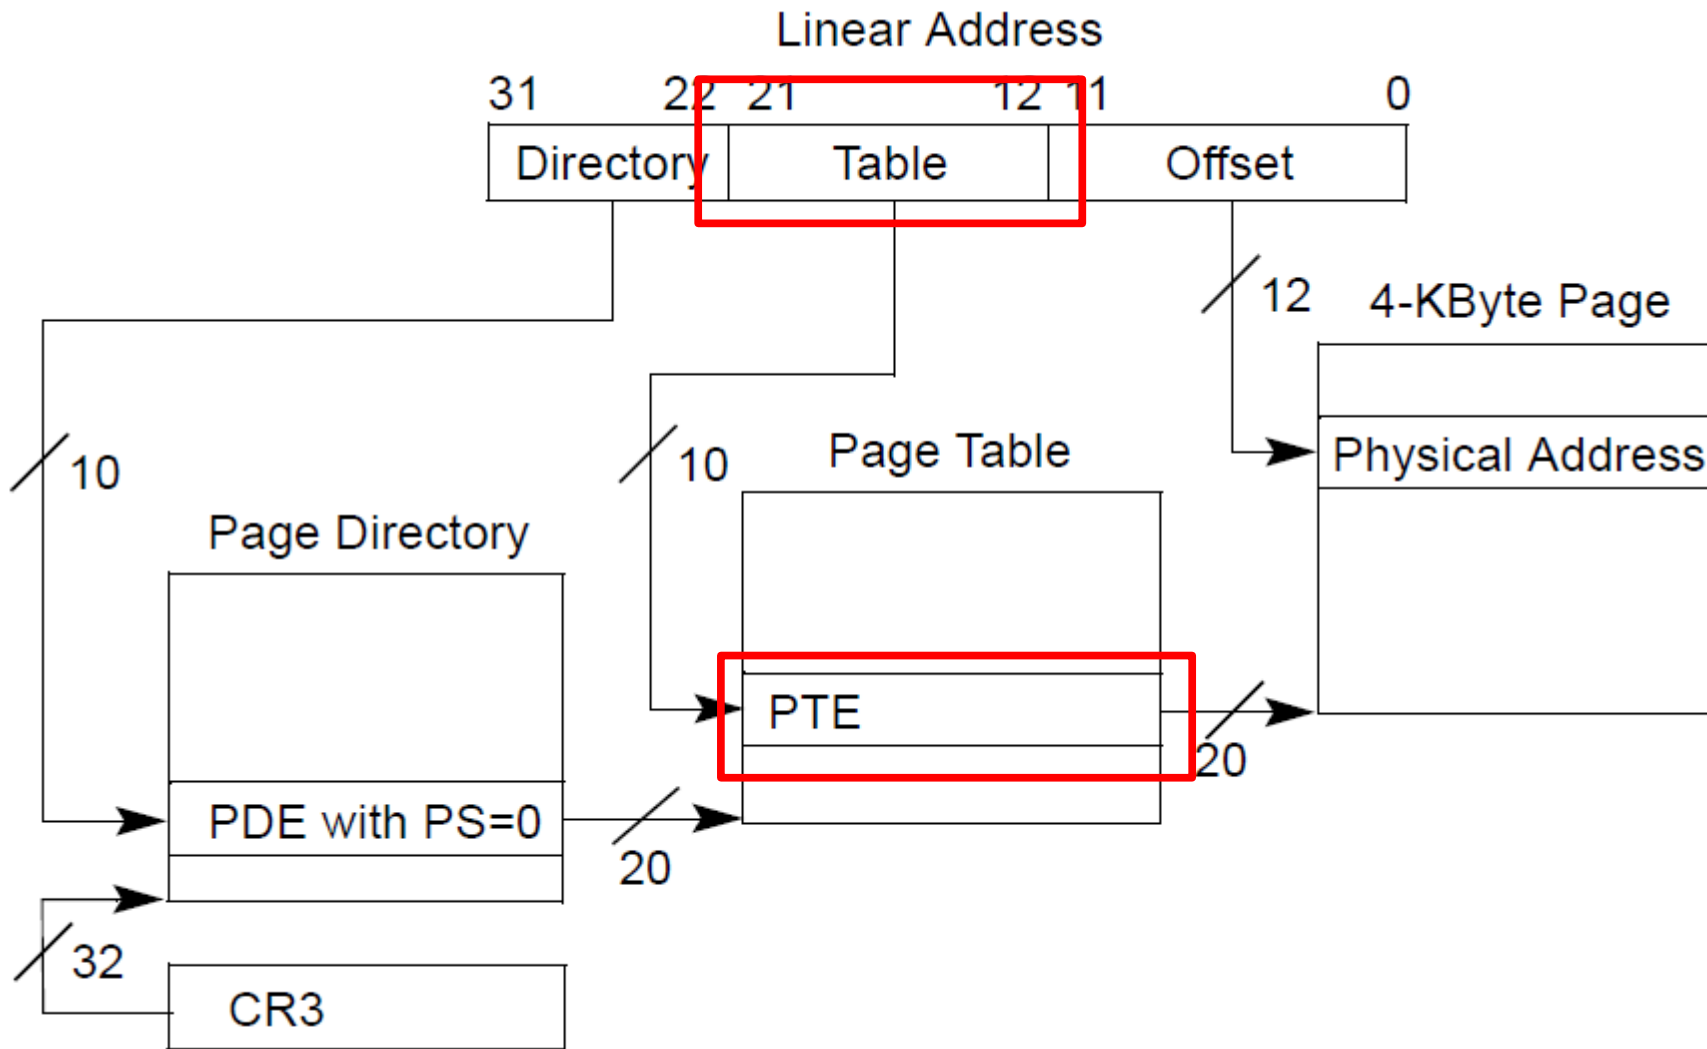 Linear Address
31 22 21 12 11 0
Directory Table Offset
12
4-KByte Page
10
10
Page Table
Physical Address
Page Directory
PTE
20
PDE with PS=0
20
32
CR3